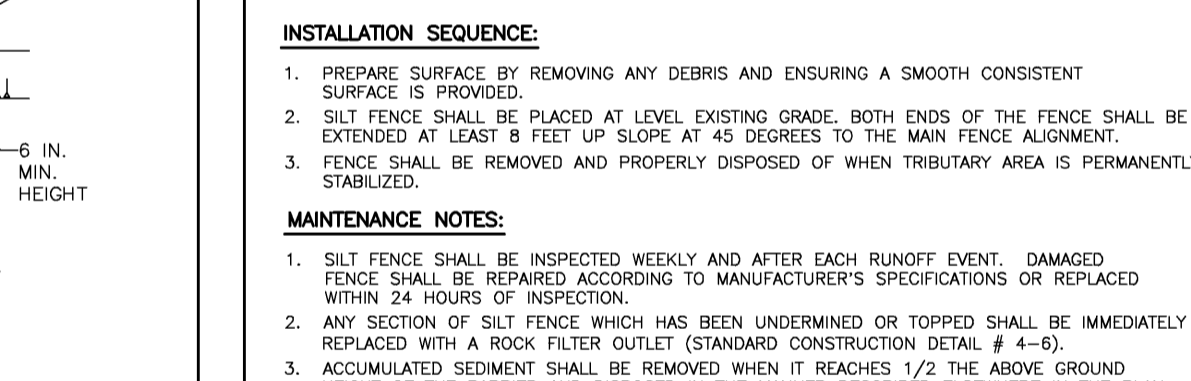 6 IN.
MIN.
HEIGHT
INSTALLATION SEQUENCE:
1. PREPARE SURFACE BY REMOVING ANY DEBRIS AND ENSURING A SMOOTH CONSISTENT
SURFACE IS PROVIDED.
2. SILT FENCE SHALL BE PLACED AT LEVEL EXISTING GRADE. BOTH ENDS OF THE FENCE SHALL BE
EXTENDED AT LEAST 8 FEET UP SLOPE AT 45 DEGREES TO THE MAIN FENCE ALIGNMENT.
3. FENCE SHALL BE REMOVED AND PROPERLY DISPOSED OF WHEN TRIBUTARY AREA IS PERMANENTL
STABILIZED.
MAINTENANCE NOTES:
1. SILT FENCE SHALL BE INSPECTED WEEKLY AND AFTER EACH RUNOFF EVENT. DAMAGED
FENCE SHALL BE REPAIRED ACCORDING TO MANUFACTURER'S SPECIFICATIONS OR REPLACED
WITHIN 24 HOURS OF INSPECTION.
2. ANY SECTION OF SILT FENCE WHICH HAS BEEN UNDERMINED OR TOPPED SHALL BE IMMEDIATELY
REPLACED WITH A ROCK FILTER OUTLET (STANDARD CONSTRUCTION DETAIL # 4-6).
3. ACCUMULATED SEDIMENT SHALL BE REMOVED WHEN IT REACHES 1/2 THE ABOVE GROUND